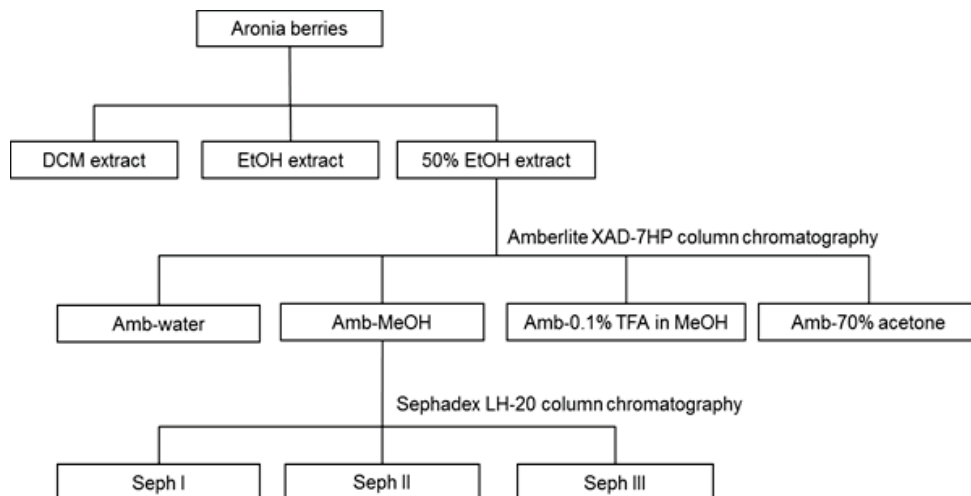 Aronia berries
DCM extract
EtOH extract
50% EtOH extract
Amberlite XAD-7HP column chromatography
Amb-water
Amb-MeOH
Amb-0.1% TFA in MeOH
Amb-70% acetone
Sephadex LH-20 column chromatography
Seph I
Seph II
Seph III